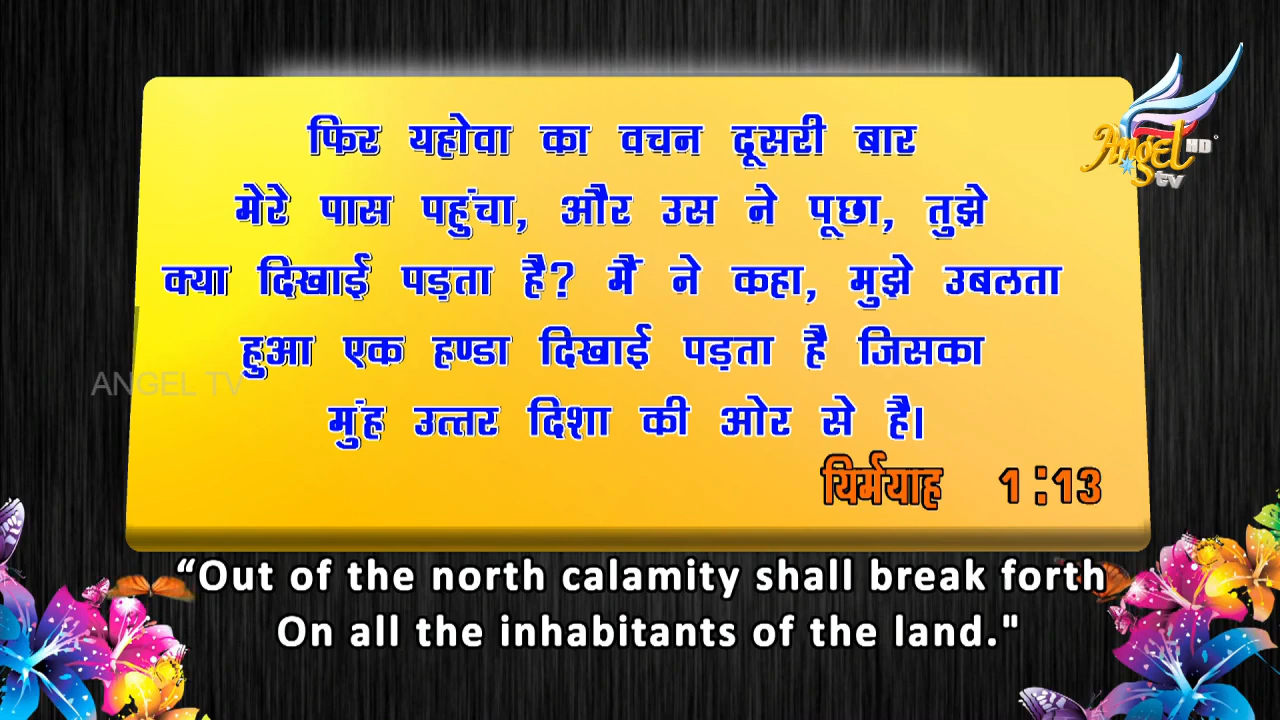 फिर यहोवा का वचन दूसरी बार
मेरे पास पहुंचा, और उस ने पूछा, तुझे
क्या दिखाई पड़ता है? मैं ने कहा, मुझे उबलता
हुआ एक हण्डा दिखाई पड़ता है जिसका
मुंह उत्तर दिशा की ओर से है।
यिर्मयाह 1:13
“Out of the north calamity shall break forth
On all the inhabitants of the land."
Angel HD
tv
ANGEL TV